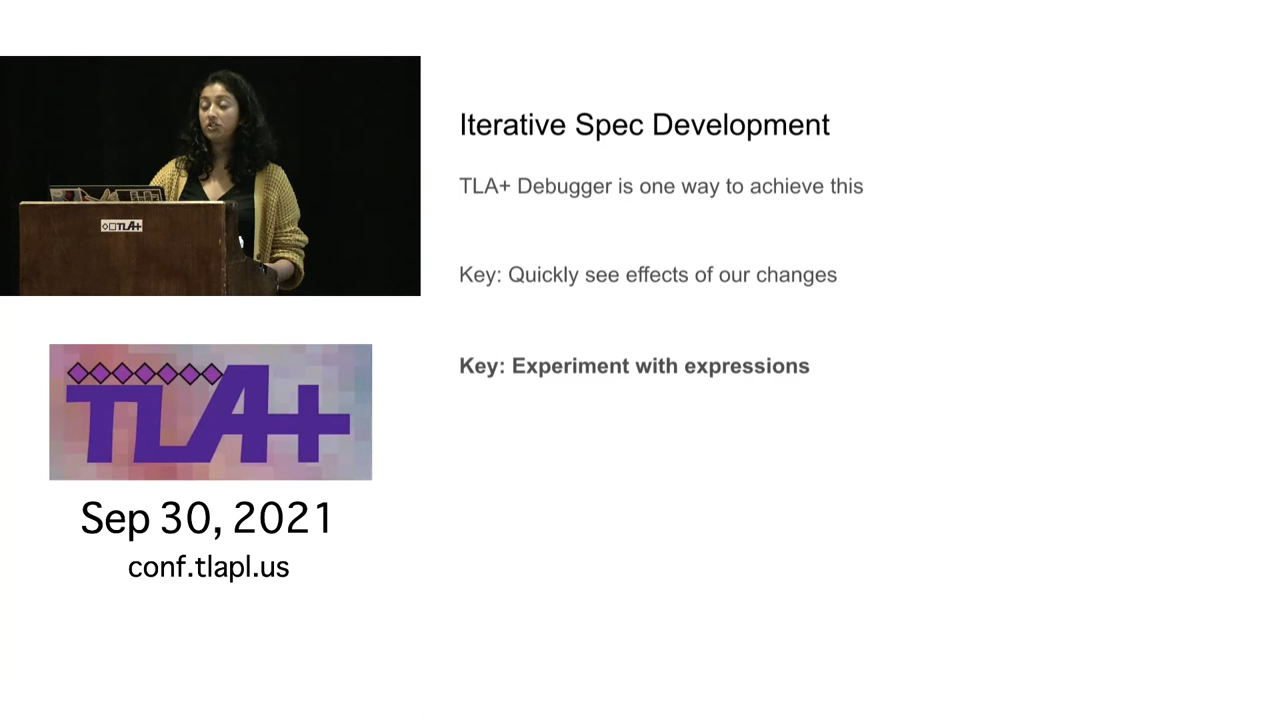 Iterative Spec Development
TLA+ Debugger is one way to achieve this
Key: Quickly see effects of our changes
Key: Experiment with expressions
TLA+
TLA+
Sep 30, 2021
conf.tlapl.us